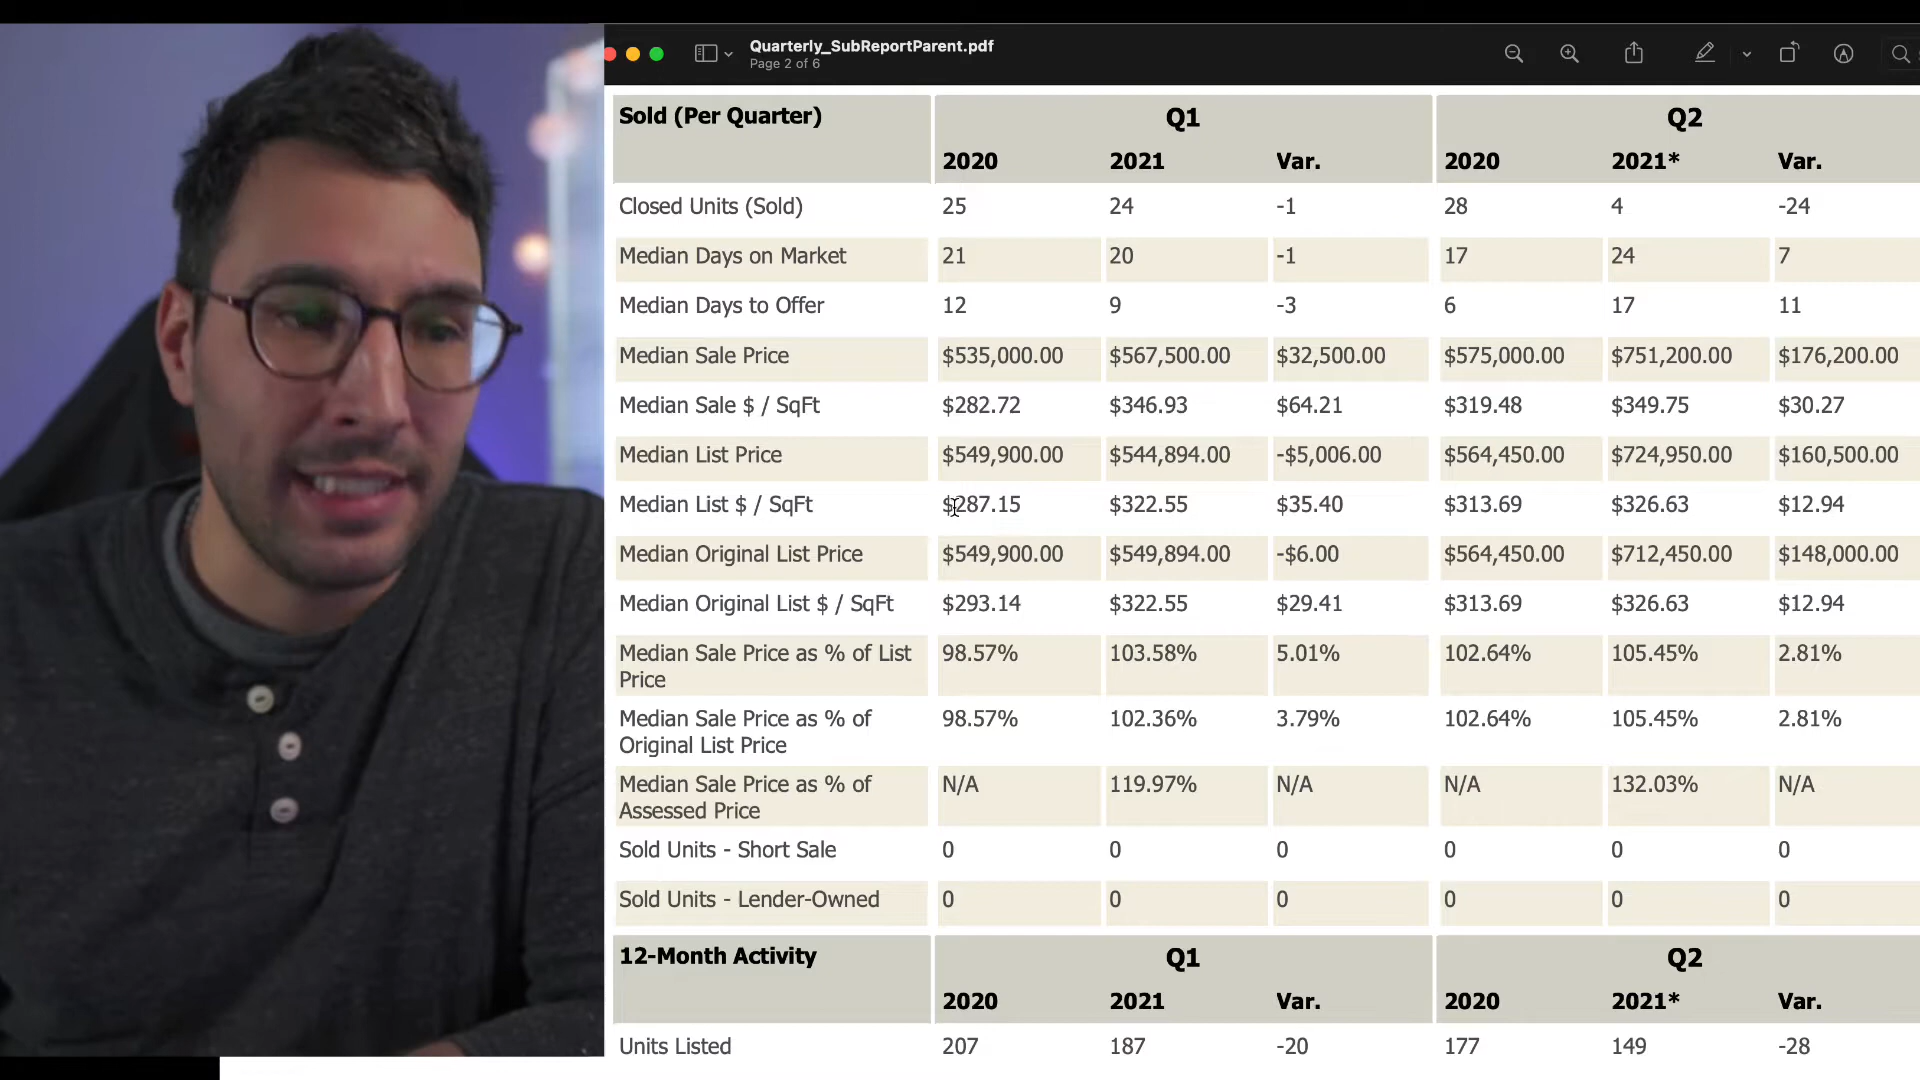 Quarterly_SubReportParent.pdf
Page 2 of 6
Sold (Per Quarter) Q1 Q2
2020 2021 Var. 2020 2021* Var.
Closed Units (Sold) 25 24 -1 28 4 -24
Median Days on Market 21 20 -1 17 24 7
Median Days to Offer 12 9 -3 6 17 11
Median Sale Price $535,000.00 $567,500.00 $32,500.00 $575,000.00 $751,200.00 $176,200.00
Median Sale $ / SqFt $282.72 $346.93 $64.21 $319.48 $349.75 $30.27
Median List Price $549,900.00 $544,894.00 -$5,006.00 $564,450.00 $724,950.00 $160,500.00
Median List $ / SqFt $287.15 $322.55 $35.40 $313.69 $326.63 $12.94
Median Original List Price $549,900.00 $549,894.00 -$6.00 $564,450.00 $712,450.00 $148,000.00
Median Original List $ / SqFt $293.14 $322.55 $29.41 $313.69 $326.63 $12.94
Median Sale Price as % of List 98.57% 103.58% 5.01% 102.64% 105.45% 2.81%
Price
Median Sale Price as % of 98.57% 102.36% 3.79% 102.64% 105.45% 2.81%
Original List Price
Median Sale Price as % of N/A 119.97% N/A N/A 132.03% N/A
Assessed Price
Sold Units - Short Sale 0 0 0 0 0 0
Sold Units - Lender-Owned 0 0 0 0 0 0
12-Month Activity Q1 Q2
2020 2021 Var. 2020 2021* Var.
Units Listed 207 187 -20 177 149 -28